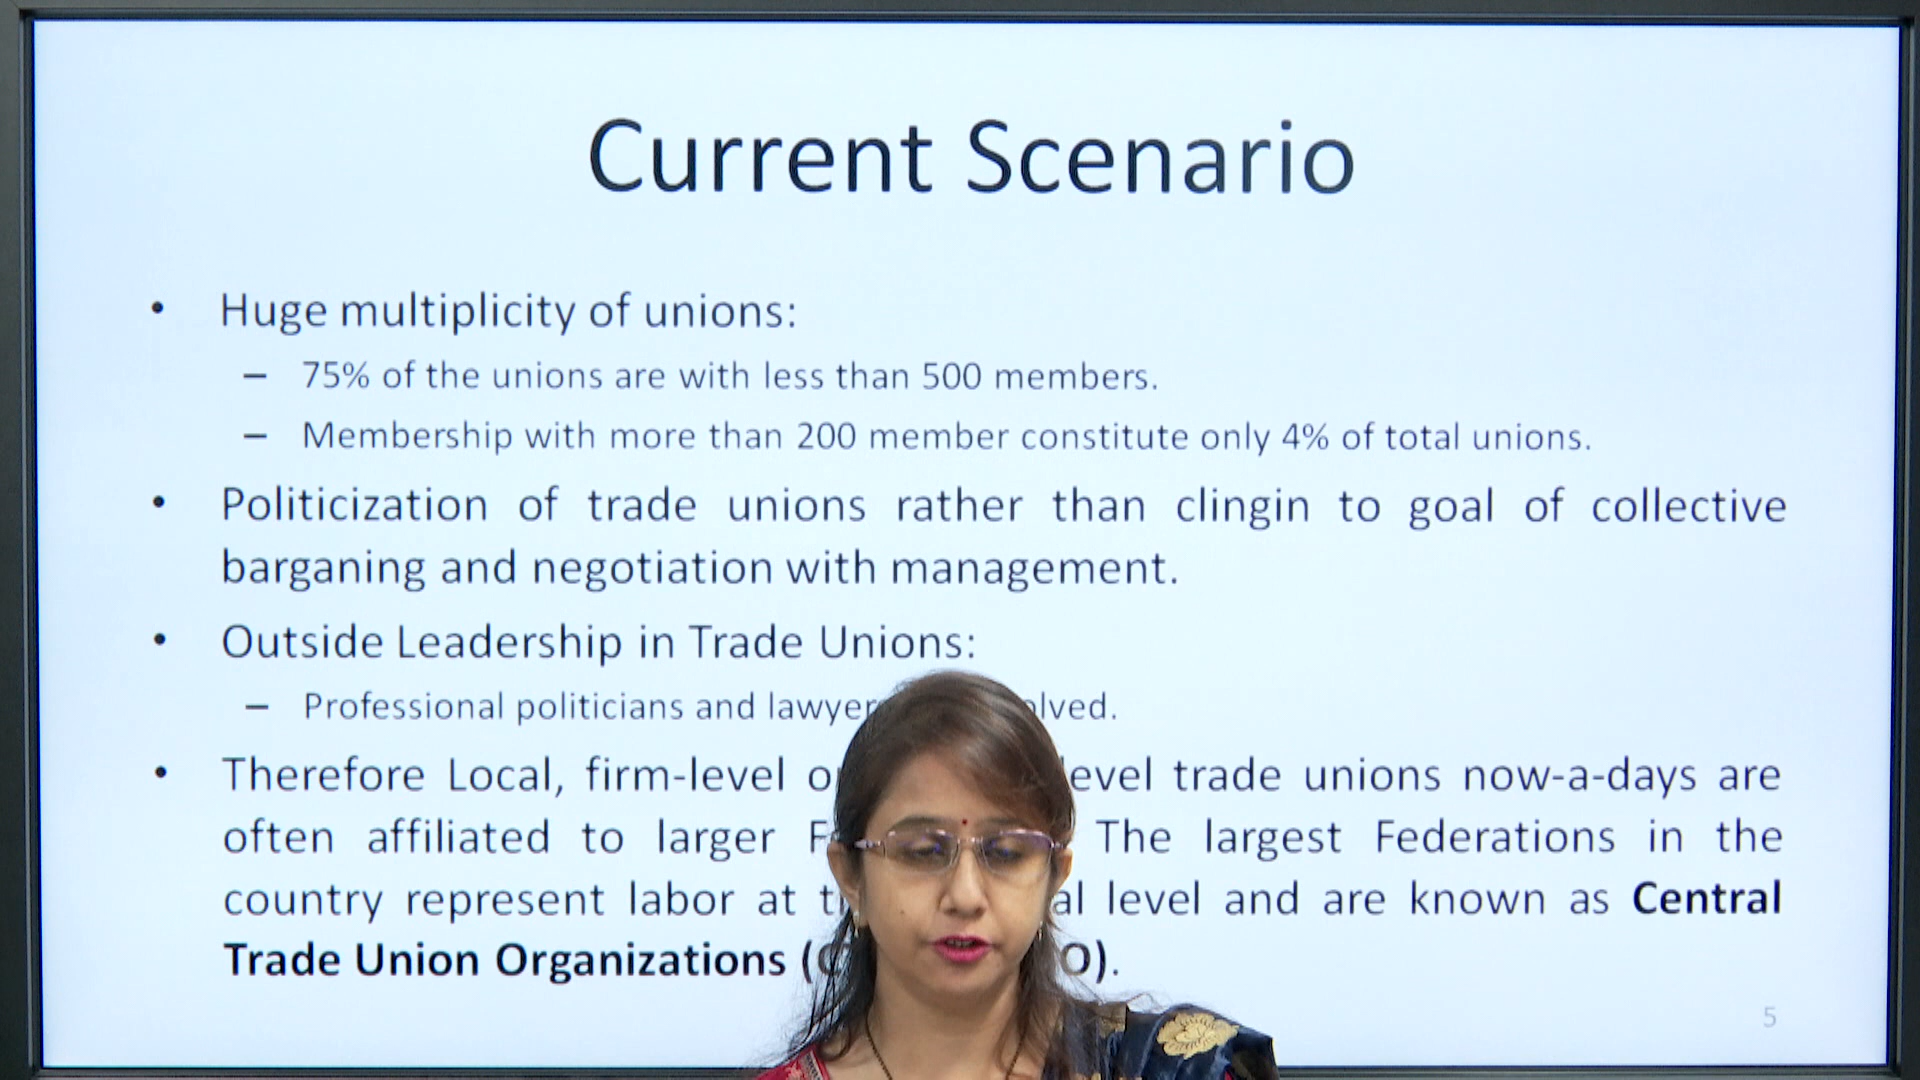 Current Scenario
• Huge multiplicity of unions:
– 75% of the unions are with less than 500 members.
– Membership with more than 200 member constitute only 4% of total unions.
• Politicization of trade unions rather than clingin to goal of collective
barganing and negotiation with management.
• Outside Leadership in Trade Unions:
– Professional politicians and
• Therefore Local, firm-level trade unions now-a-days are
often affiliated to larger The largest Federations in the
country represent labor at level and are known as Central
Trade Union Organizations
5